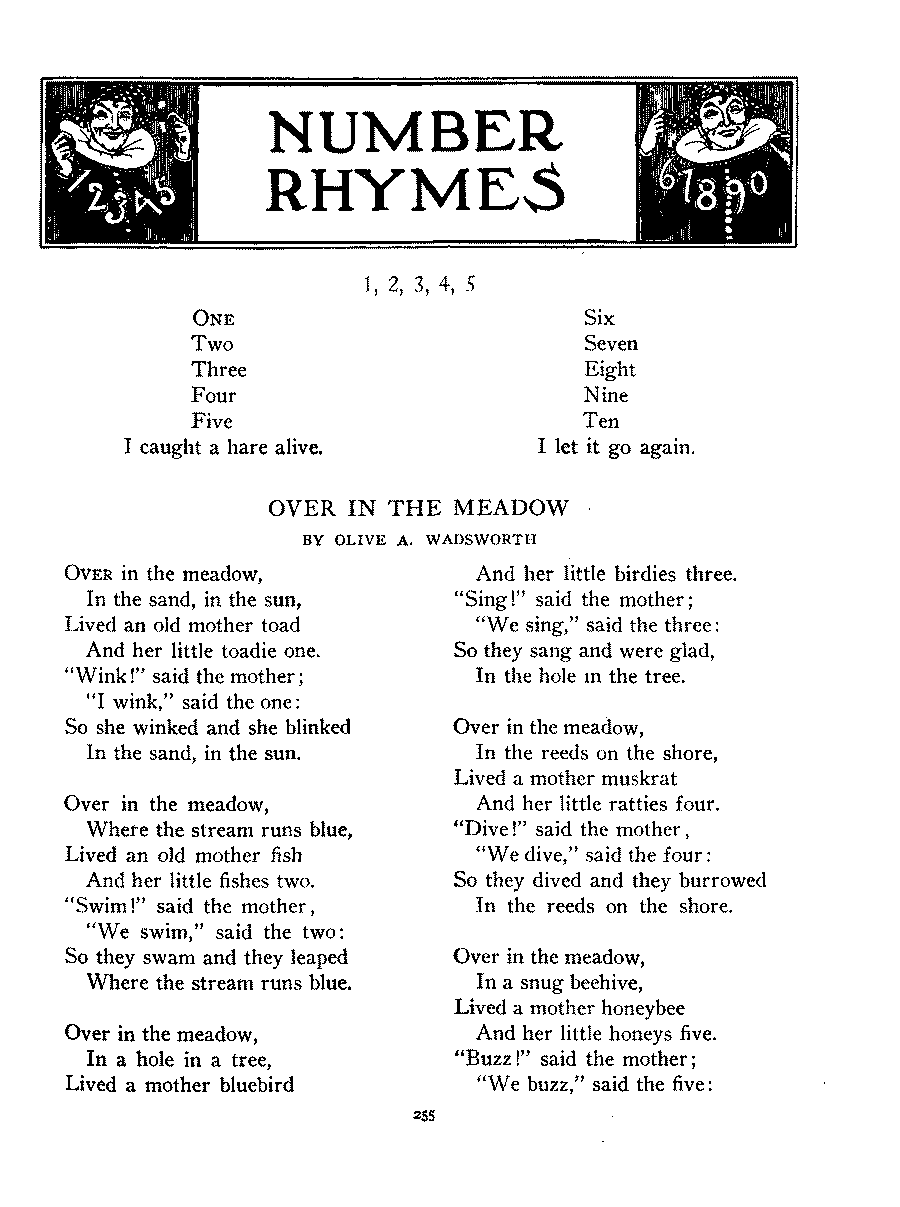 NUMBER
RHYMES
1 2 3 4 5
6 7 8 9 0
1, 2, 3, 4, 5
ONE
Two
Three
Four
Five
I caught a hare alive.
Six
Seven
Eight
Nine
Ten
I let it go again.
OVER IN THE MEADOW
BY OLIVE A. WADSWORTH
OVER in the meadow,
In the sand, in the sun,
Lived an old mother toad
And her little toadie one.
“Wink!” said the mother;
“I wink,” said the one:
So she winked and she blinked
In the sand, in the sun.
Over in the meadow,
Where the stream runs blue,
Lived an old mother fish
And her little fishes two.
“Swim!” said the mother,
“We swim,” said the two:
So they swam and they leaped
Where the stream runs blue.
Over in the meadow,
In a hole in a tree,
Lived a mother bluebird
And her little birdies three.
“Sing!” said the mother;
“We sing,” said the three:
So they sang and were glad,
In the hole in the tree.
Over in the meadow,
In the reeds on the shore,
Lived a mother muskrat
And her little ratties four.
“Dive!” said the mother,
“We dive,” said the four:
So they dived and they burrowed
In the reeds on the shore.
Over in the meadow,
In a snug beehive,
Lived a mother honeybee
And her little honeys five.
“Buzz!” said the mother;
“We buzz,” said the five:
255